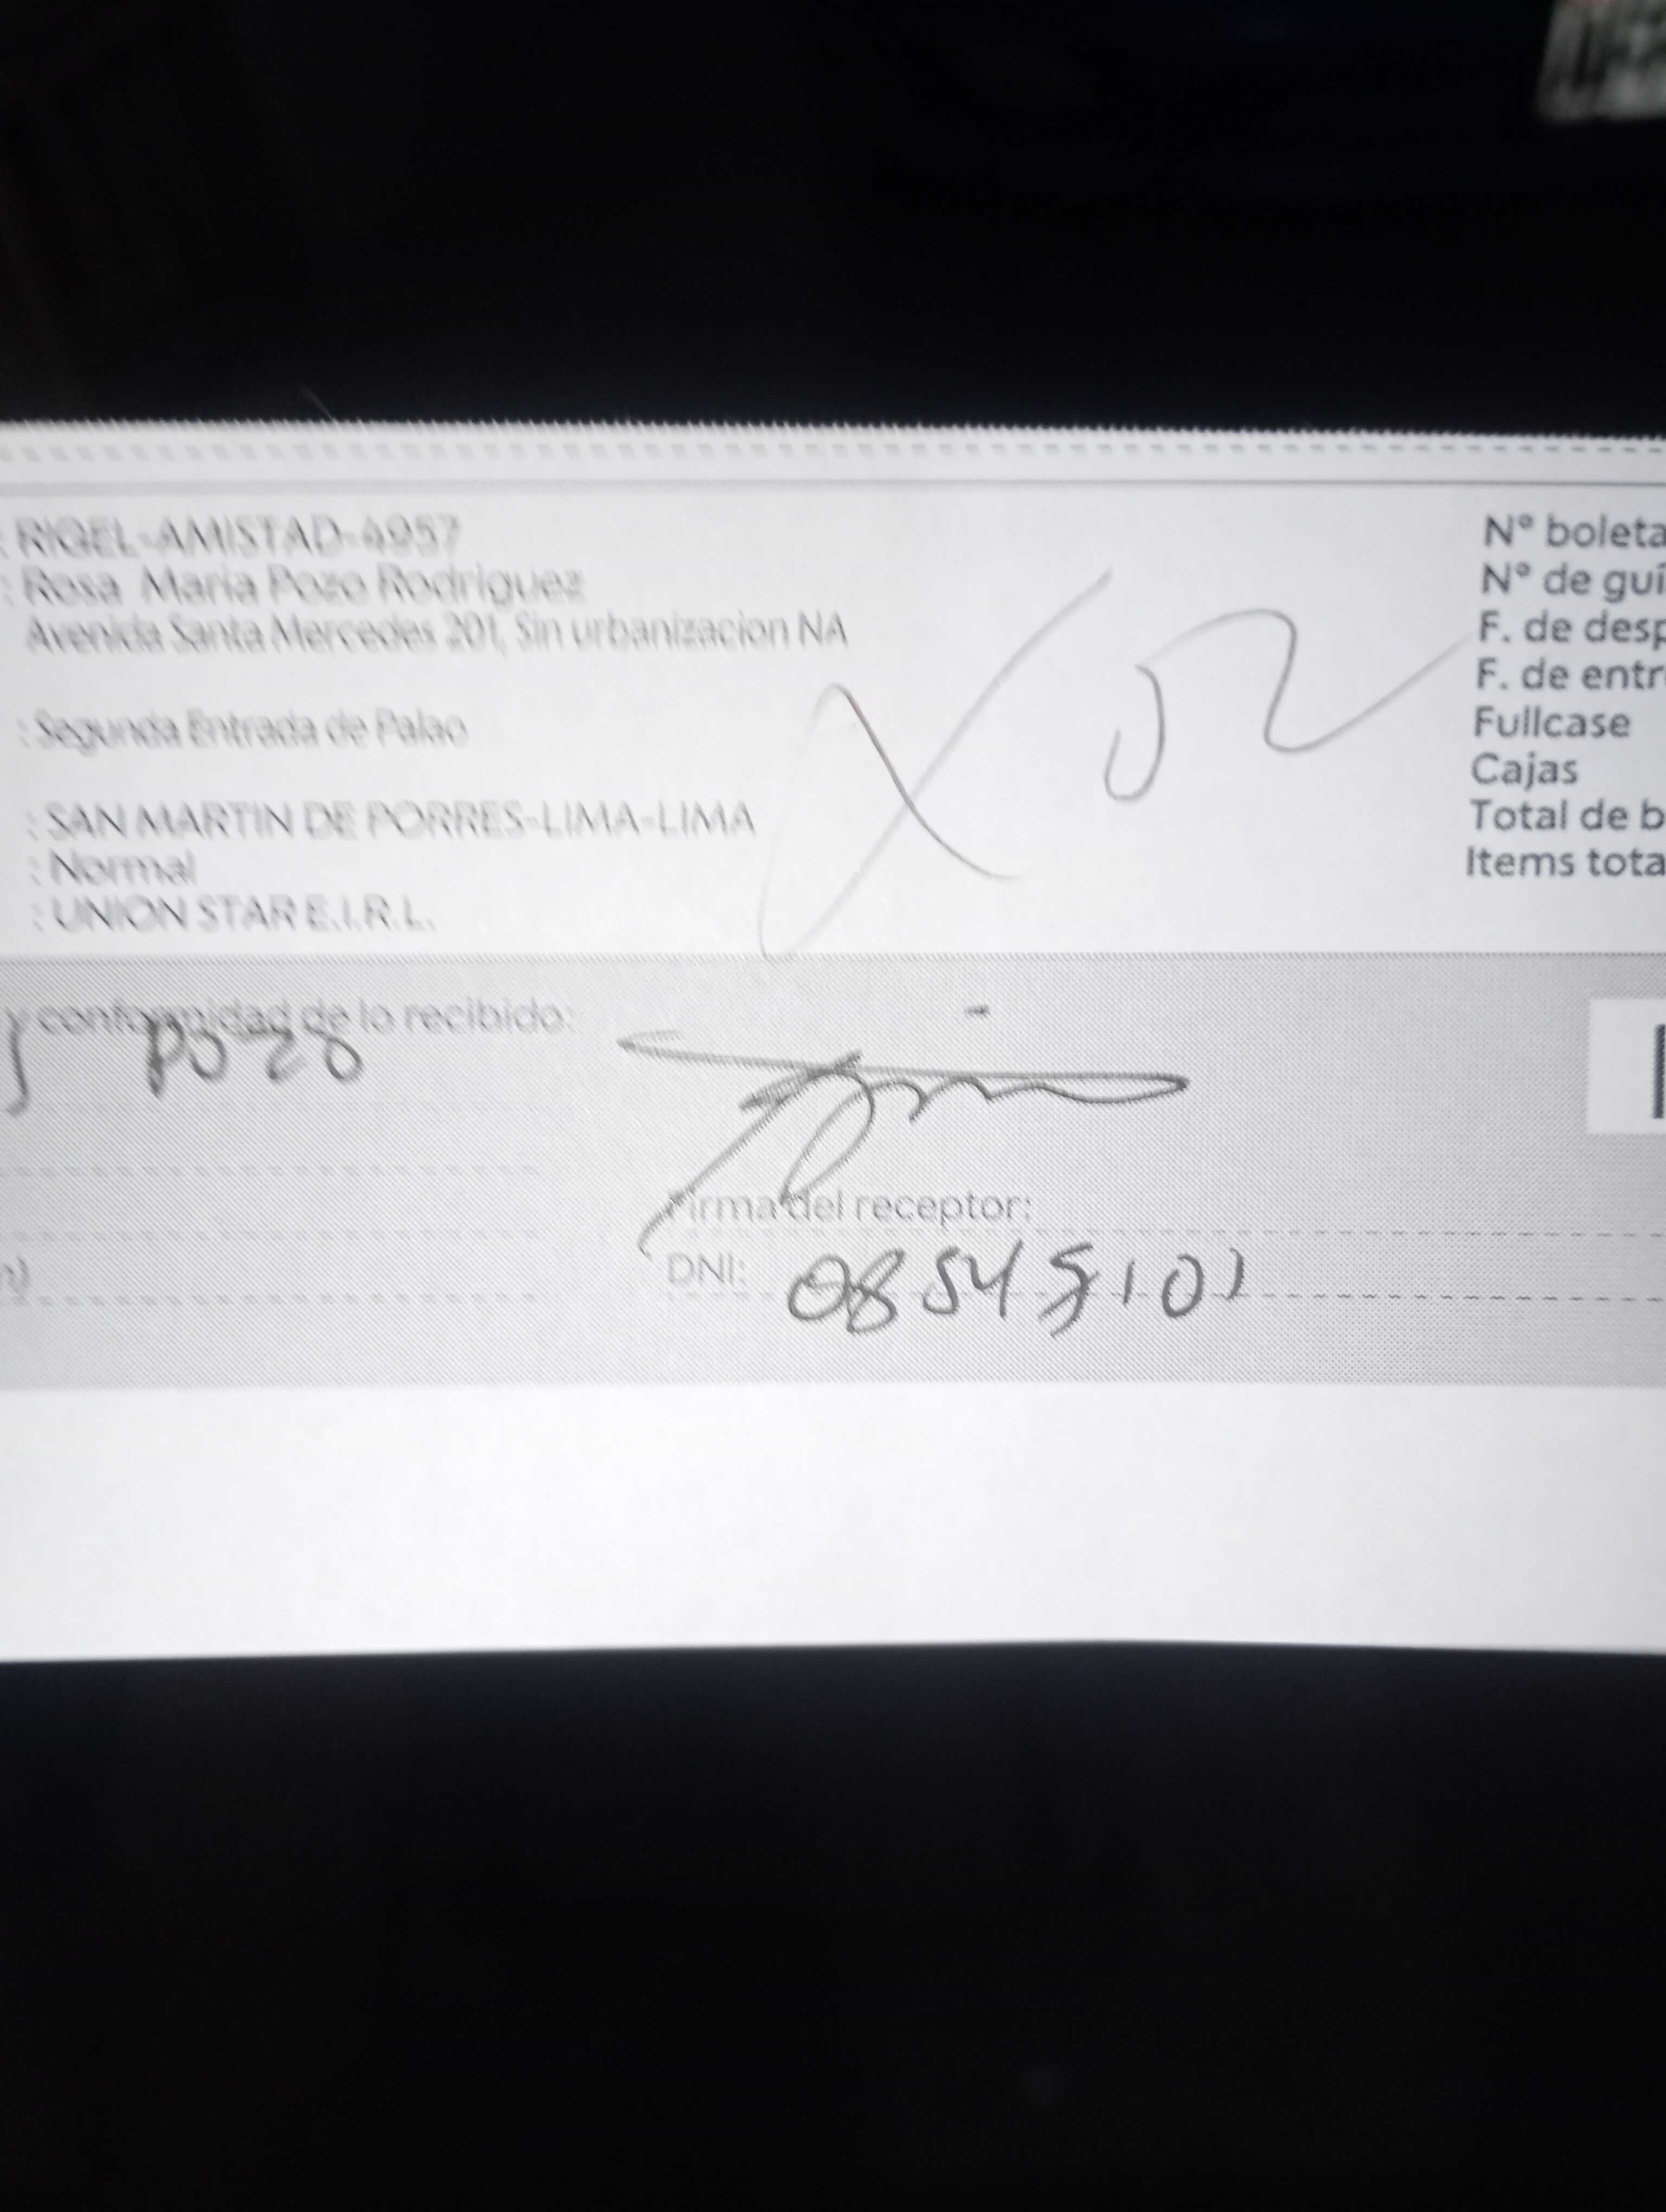 : RIGEL-AMISTAD-4957
: Rosa Maria Pozo Rodriguez
Avenida Santa Mercedes 201, Sin urbanizacion NA
: Segunda Entrada de Palao
: SAN MARTIN DE PORRES-LIMA-LIMA
: Normal
: UNION STAR E.I.R.L.
X02
N° boleta
N° de guí
F. de desp
F. de entr
Fullcase
Cajas
Total de b
Items tota
y conformidad de lo recibido:
pozo
Firma del receptor:
DNI: